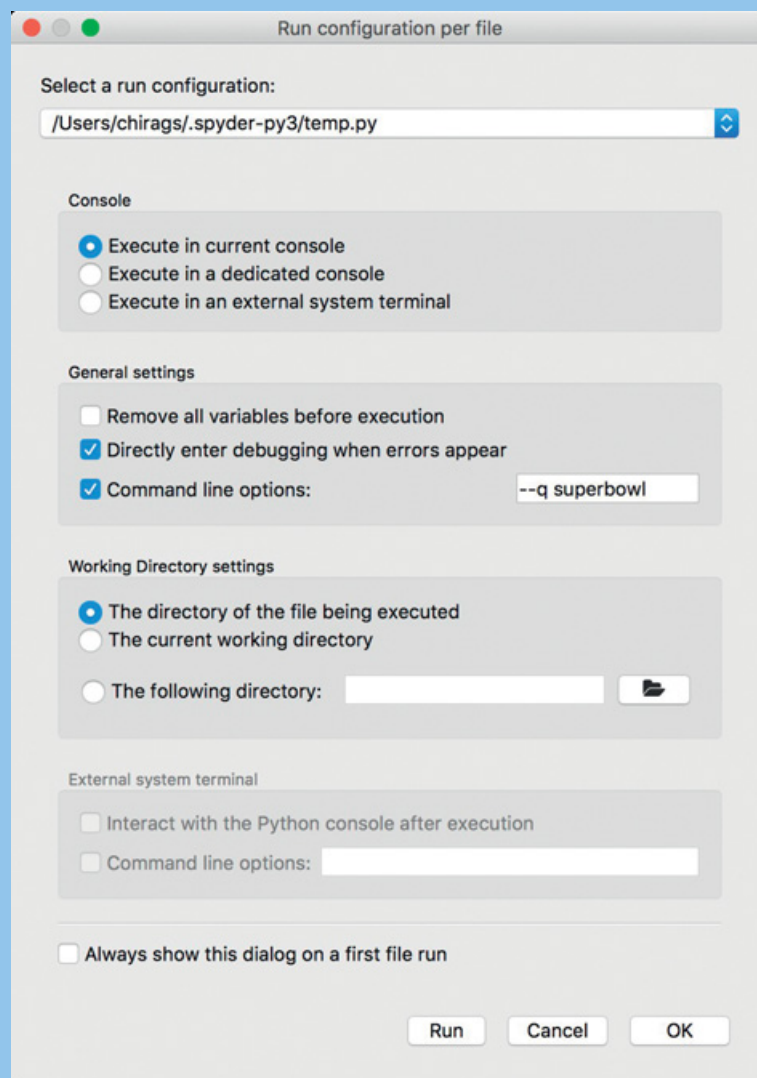 Run configuration per file
Select a run configuration:
/Users/chirags/.spyder-py3/temp.py
Console
Execute in current console
Execute in a dedicated console
Execute in an external system terminal
General settings
Remove all variables before execution
Directly enter debugging when errors appear
Command line options: --q superbowl
Working Directory settings
The directory of the file being executed
The current working directory
The following directory:
External system terminal
Interact with the Python console after execution
Command line options:
Always show this dialog on a first file run
Run Cancel OK